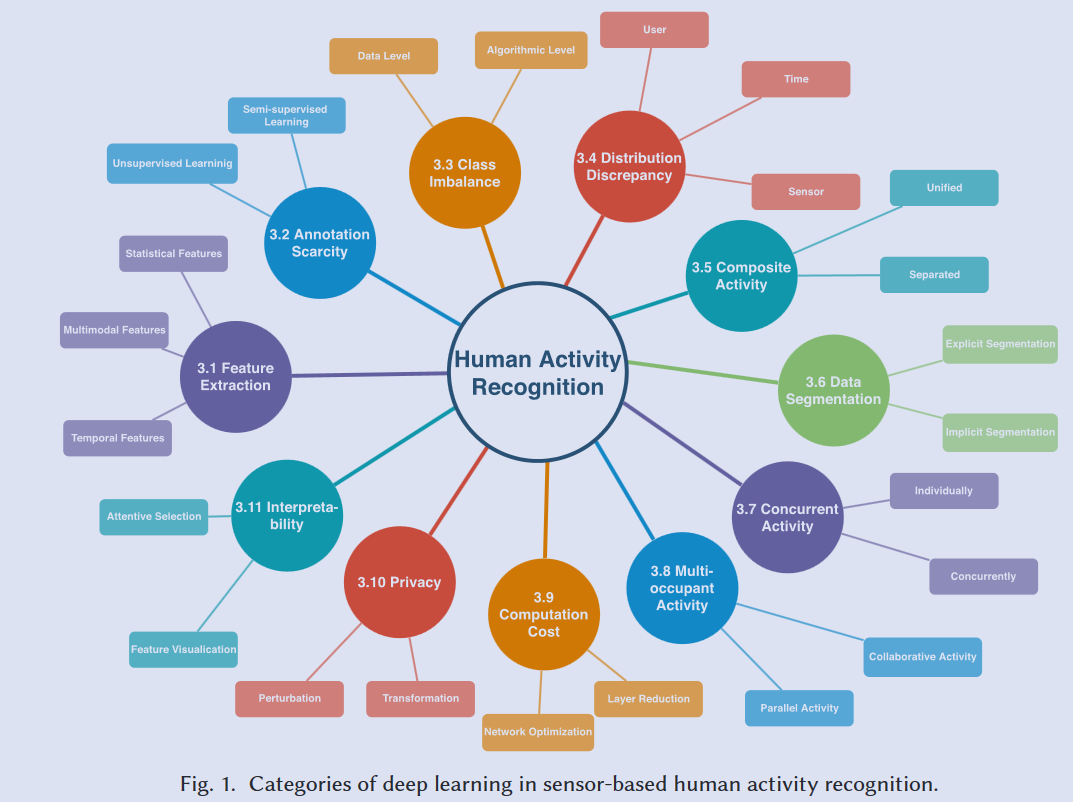 User
Data Level
Algorithmic Level
Time
Semi-supervised
Learning
Unsupervised Learninig
3.3 Class
Imbalance
3.4 Distribution
Discrepancy
Sensor
Unified
3.2 Annotation
Scarcity
Statistical Features
3.5 Composite
Activity
Separated
Multimodal Features
Explicit Segmentation
Human Activity
Recognition
3.1 Feature
Extraction
3.6 Data
Segmentation
Temporal Features
Implicit Segmentation
Individually
3.11 Interpreta-
bility
Attentive Selection
3.7 Concurrent
Activity
Concurrently
3.10 Privacy
3.8 Multi-
occupant
Activity
3.9
Computation
Cost
Feature Visualication
Collaborative Activity
Perturbation
Transformation
Layer Reduction
Parallel Activity
Network Optimization
Fig. 1. Categories of deep learning in sensor-based human activity recognition.